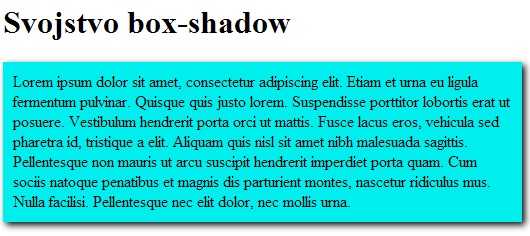 Svojstvo box-shadow
Lorem ipsum dolor sit amet, consectetur adipiscing elit. Etiam et urna eu ligula
fermentum pulvinar. Quisque quis justo lorem. Suspendisse porttitor lobortis erat ut
posuere. Vestibulum hendrerit porta orci ut mattis. Fusce lacus eros, vehicula sed
pharetra id, tristique a elit. Aliquam quis nisl sit amet nibh malesuada sagittis.
Pellentesque non mauris ut arcu suscipit hendrerit imperdiet porta quam. Cum
sociis natoque penatibus et magnis dis parturient montes, nascetur ridiculus mus.
Nulla facilisi. Pellentesque nec elit dolor, nec mollis urna.